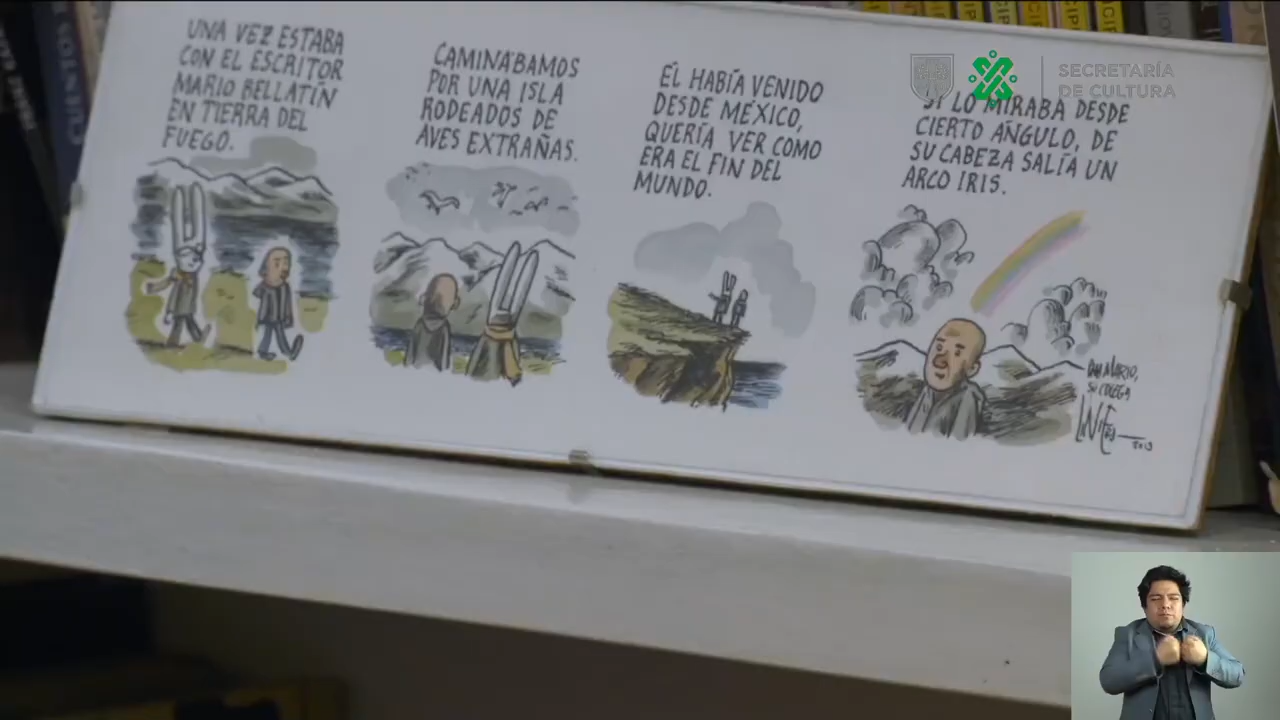 UNA VEZ ESTABA
CON EL ESCRITOR
MARIO BELLATÍN
EN TIERRA DEL
FUEGO.
CAMINÁBAMOS
POR UNA ISLA
RODEADOS DE
AVES EXTRAÑAS.
ÉL HABÍA VENIDO
DESDE MÉXICO,
QUERÍA VER COMO
ERA EL FIN DEL
MUNDO.
SI LO MIRABA DESDE
CIERTO ÁNGULO, DE
SU CABEZA SALÍA UN
ARCO IRIS.
MARIO,
SU COLEGA
LINIERS
2013
SECRETARÍA
DE CULTURA